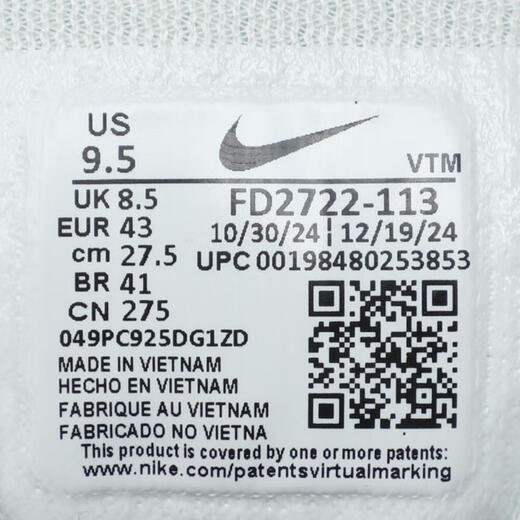 US
9.5
VTM
UK 8.5
EUR 43
cm 27.5
BR 41
CN 275
FD2722-113
10/30/24 | 12/19/24
UPC 00198480253853
049PC925DG1ZD
MADE IN VIETNAM
HECHO EN VIETNAM
FABRIQUE AU VIETNAM
FABRICADO NO VIETNA
This product is covered by one or more patents:
www.nike.com/patentsvirtualmarking